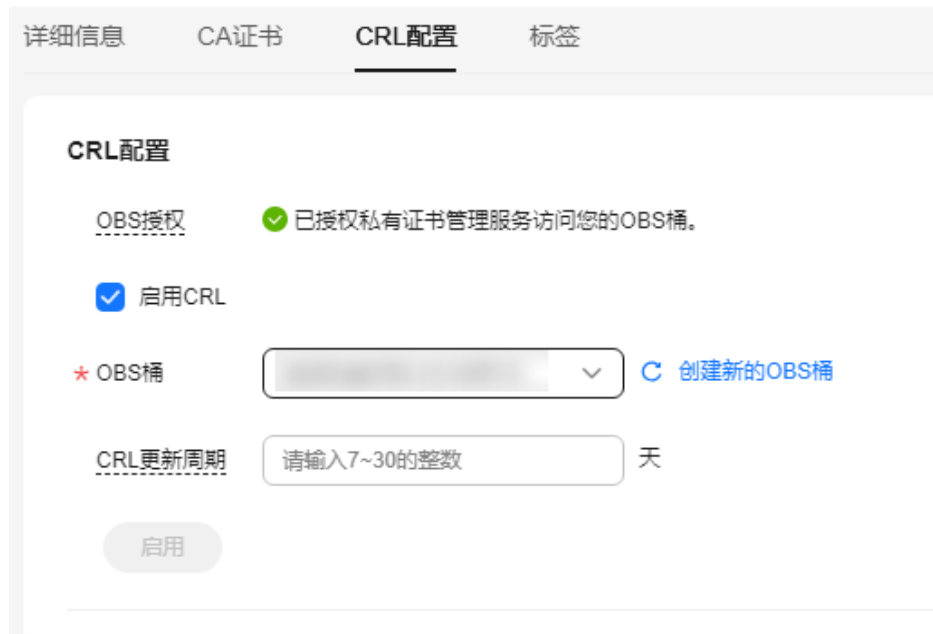 详细信息 CA证书 CRL配置 标签
CRL配置
OBS授权 已授权私有证书管理服务访问您的OBS桶。
启用CRL
* OBS桶 创建新的OBS桶
CRL更新周期 请输入7~30的整数 天
启用